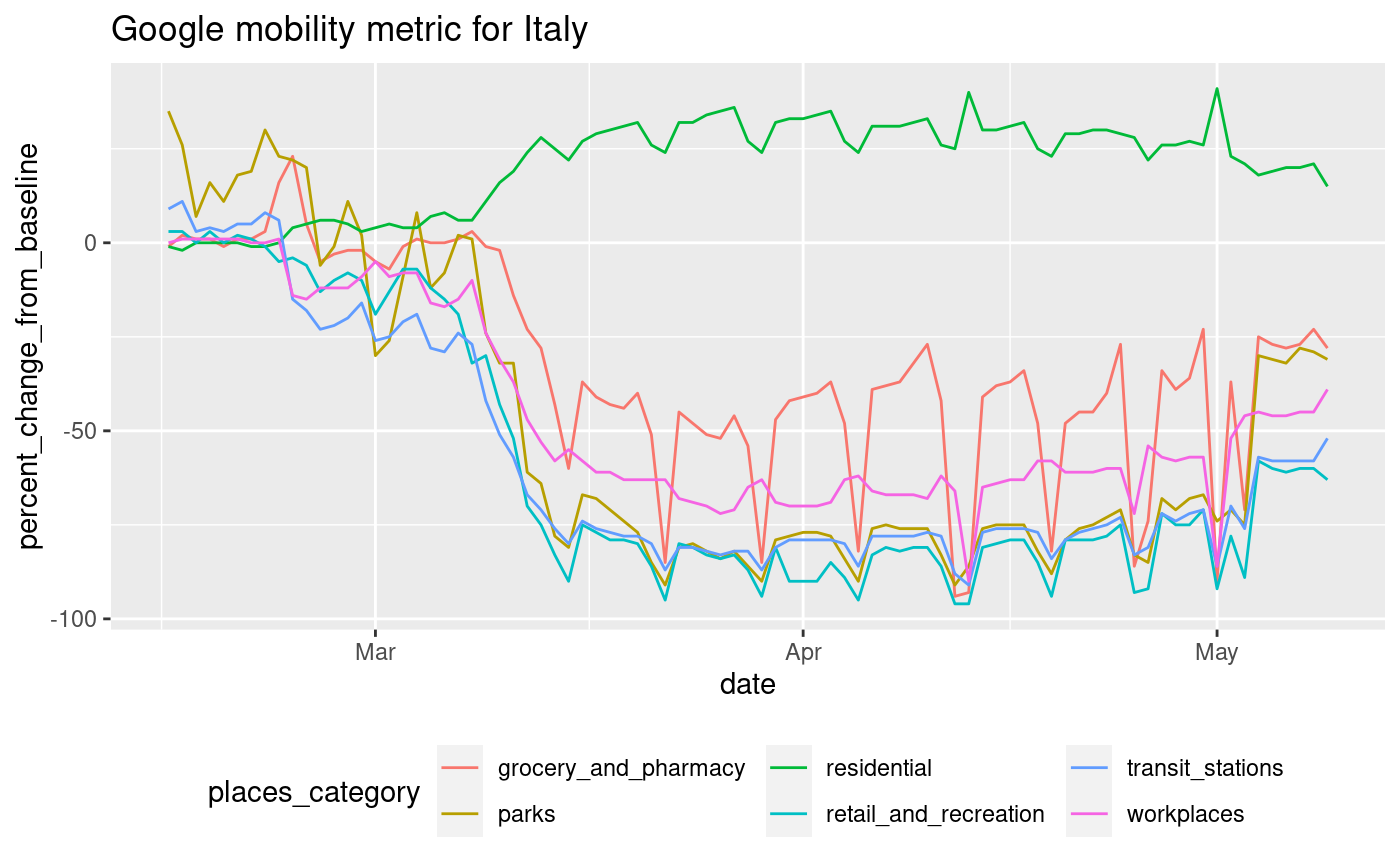 Google mobility metric for Italy
percent_change_from_baseline
0
-50
-100
Mar Apr May
date
places_category
grocery_and_pharmacy residential transit_stations
parks retail_and_recreation workplaces